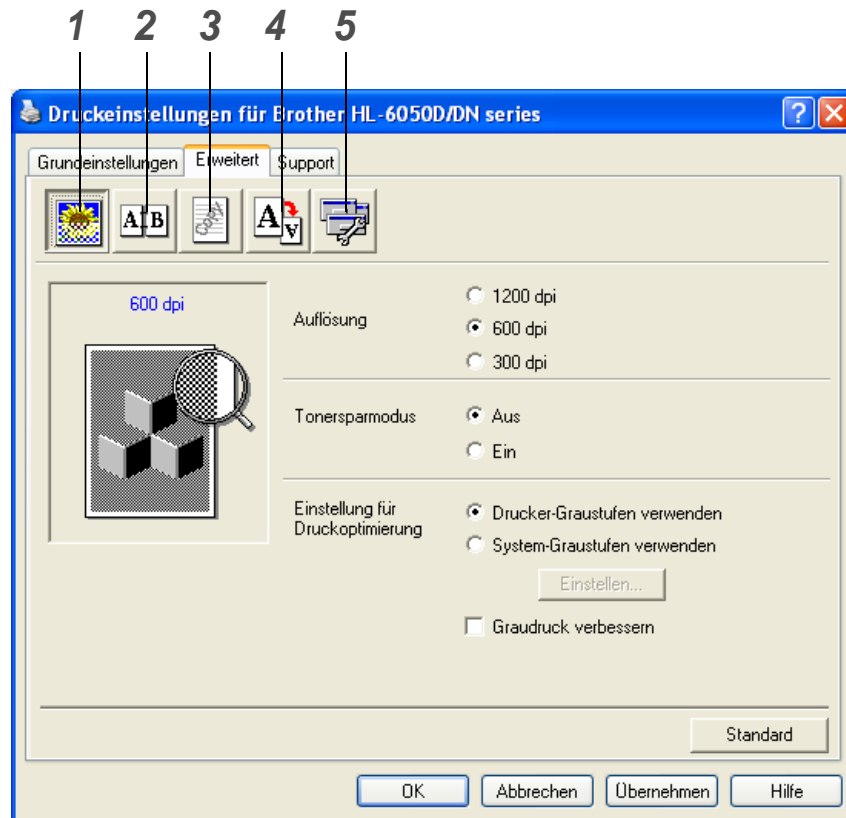 1 2 3 4 5
Druckeinstellungen für Brother HL-6050D/DN series
Grundeinstellungen Erweitert Support
A B COPY A A
600 dpi
Auflösung
1200 dpi
600 dpi
300 dpi
Tonersparmodus
Aus
Ein
Einstellung für
Druckoptimierung
Drucker-Graustufen verwenden
System-Graustufen verwenden
Einstellen...
Graudruck verbessern
Standard
OK Abbrechen Übernehmen Hilfe